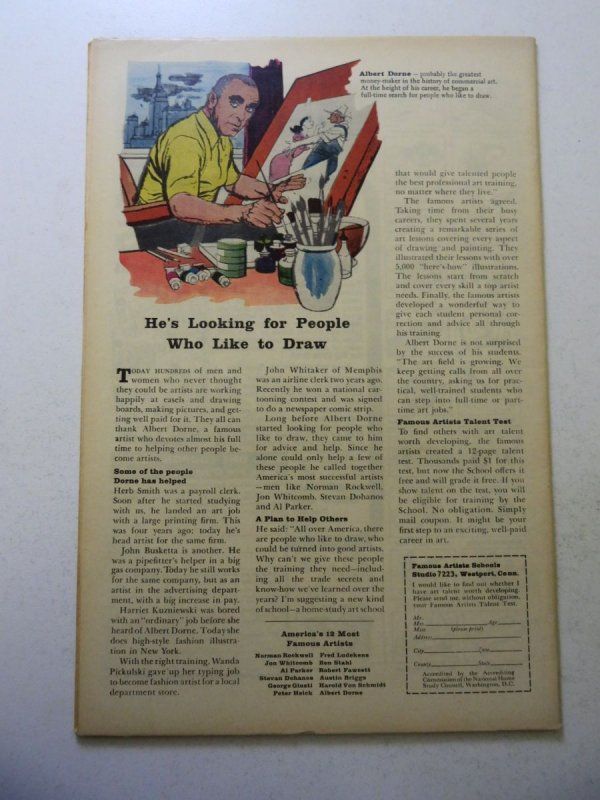 Albert Dorne — probably the greatest
money-maker in the history of commercial art.
At the height of his career, he began a
full-time search for people who like to draw.
He's Looking for People
Who Like to Draw
TODAY HUNDREDS of men and
women who never thought
they could be artists are working
happily at easels and drawing
boards, making pictures, and get-
ting well paid for it. They all can
thank Albert Dorne, a famous
artist who devotes almost his full
time to helping other people be-
come artists.
Some of the people
Dorne has helped
Herb Smith was a payroll clerk.
Soon after he started studying
with us, he landed an art job
with a large printing firm. This
was four years ago; today he's
head artist for the same firm.
John Busketta is another. He
was a pipefitter's helper in a big
gas company. Today he still works
for the same company, but as an
artist in the advertising depart-
ment, with a big increase in pay.
Harriet Kuzniewski was bored
with an "ordinary" job before she
heard of Albert Dorne. Today she
does high-style fashion illustra-
tion in New York.
With the right training, Wanda
Pickulski gave up her typing job
to become fashion artist for a local
department store.
John Whitaker of Memphis
was an airline clerk two years ago.
Recently he won a national car-
tooning contest and was signed
to do a newspaper comic strip.
Long before Albert Dorne
started looking for people who
like to draw, they came to him
for advice and help. Since he
alone could only help a few of
these people he called together
America's most successful artists
—men like Norman Rockwell,
Jon Whitcomb, Stevan Dohanos
and Al Parker.
A Plan to Help Others
He said: "All over America, there
are people who like to draw, who
could be turned into good artists.
Why can't we give these people
the training they need—includ-
ing all the trade secrets and
know-how we've learned over the
years? I'm suggesting a new kind
of school—a home-study art school
America's 12 Most
Famous Artists
Norman Rockwell
Jon Whitcomb
Al Parker
Stevan Dohanos
George Giusti
Peter Helck
Fred Ludekens
Ben Stahl
Robert Fawcett
Austin Briggs
Harold Von Schmidt
Albert Dorne
that would give talented people
the best professional art training,
no matter where they live."
The famous artists agreed.
Taking time from their busy
careers, they spent several years
creating a remarkable series of
art lessons covering every aspect
of drawing and painting. They
illustrated their lessons with over
5,000 "here's-how" illustrations.
The lessons start from scratch
and cover every skill a top artist
needs. Finally, the famous artists
developed a wonderful way to
give each student personal cor-
rection and advice all through
his training.
Albert Dorne is not surprised
by the success of his students.
"The art field is growing. We
keep getting calls from all over
the country, asking us for prac-
tical, well-trained students who
can step into full-time or part-
time art jobs."
Famous Artists Talent Test
To find others with art talent
worth developing, the famous
artists created a 12-page talent
test. Thousands paid $1 for this
test, but now the School offers it
free and will grade it free. If you
show talent on the test, you will
be eligible for training by the
School. No obligation. Simply
mail coupon. It might be your
first step to an exciting, well-paid
career in art.
Famous Artists Schools
Studio 7223, Westport, Conn.
I would like to find out whether I
have art talent worth developing.
Please send me, without obligation,
your Famous Artists Talent Test.
Mr.
Mrs. Age
Miss (please print)
Address
City Zone
County State
Accredited by the Accrediting
Commission of the National Home
Study Council, Washington, D.C.